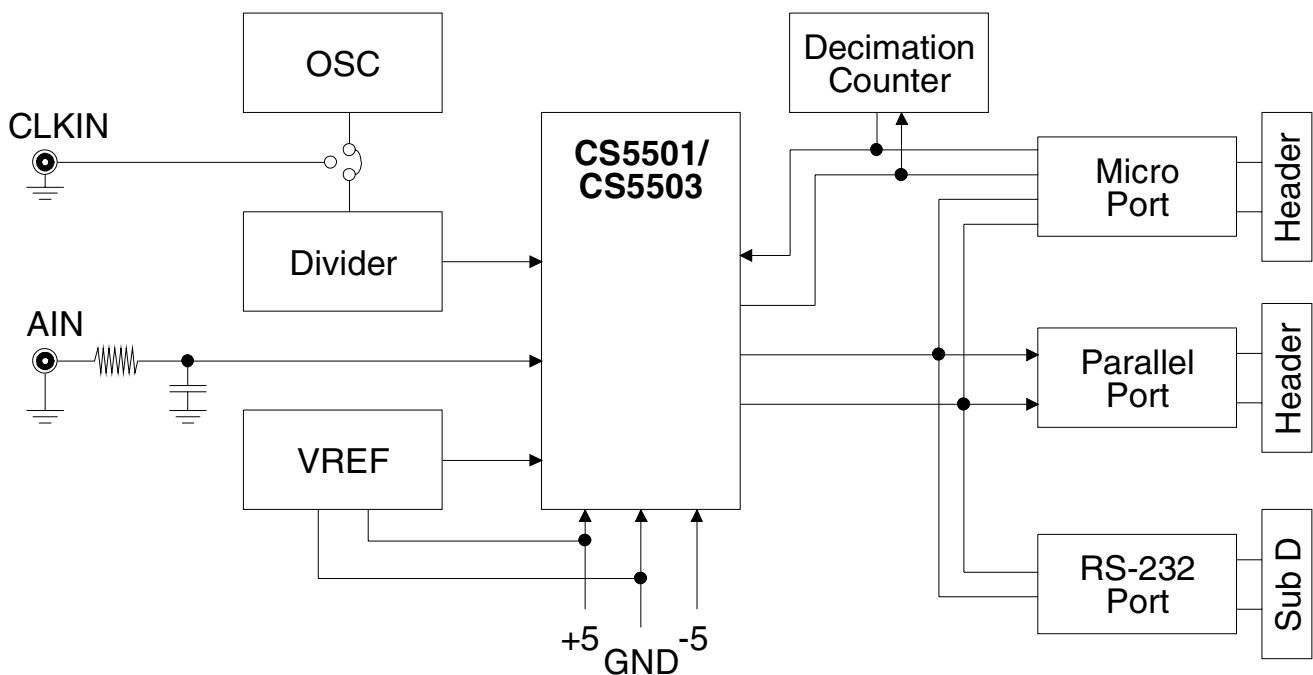 OSC
Decimation
Counter
CLKIN
CS5501/
CS5503
Micro
Port
Header
Divider
AIN
Parallel
Port
Header
VREF
RS-232
Port
Sub D
+5
GND
-5